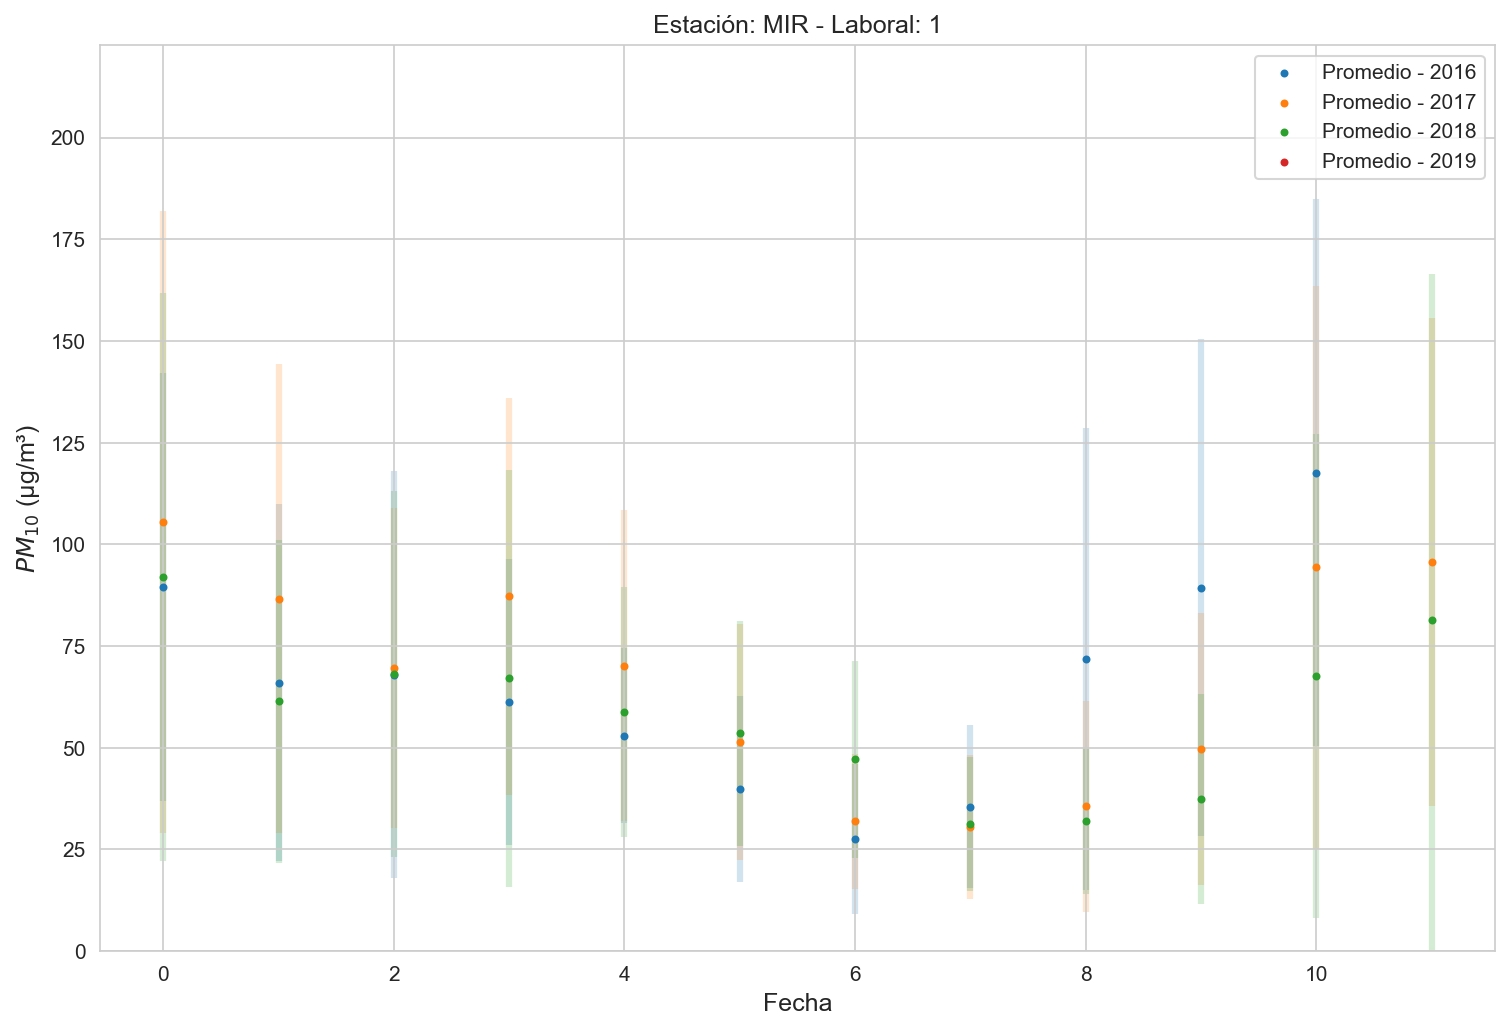 Estación: MIR - Laboral: 1
Promedio - 2016
Promedio - 2017
Promedio - 2018
Promedio - 2019
200
175
150
125
100
75
50
25
0
PM₁₀ (µg/m³)
0 2 4 6 8 10
Fecha